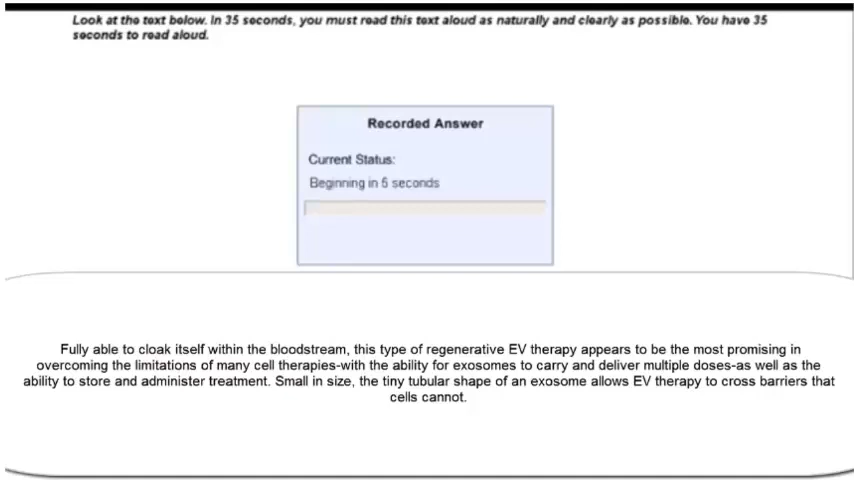 Look at the text below. In 35 seconds, you must read this text aloud as naturally and clearly as possible. You have 35
seconds to read aloud.
Recorded Answer
Current Status:
Beginning in 5 seconds
Fully able to cloak itself within the bloodstream, this type of regenerative EV therapy appears to be the most promising in
overcoming the limitations of many cell therapies-with the ability for exosomes to carry and deliver multiple doses-as well as the
ability to store and administer treatment. Small in size, the tiny tubular shape of an exosome allows EV therapy to cross barriers that
cells cannot.